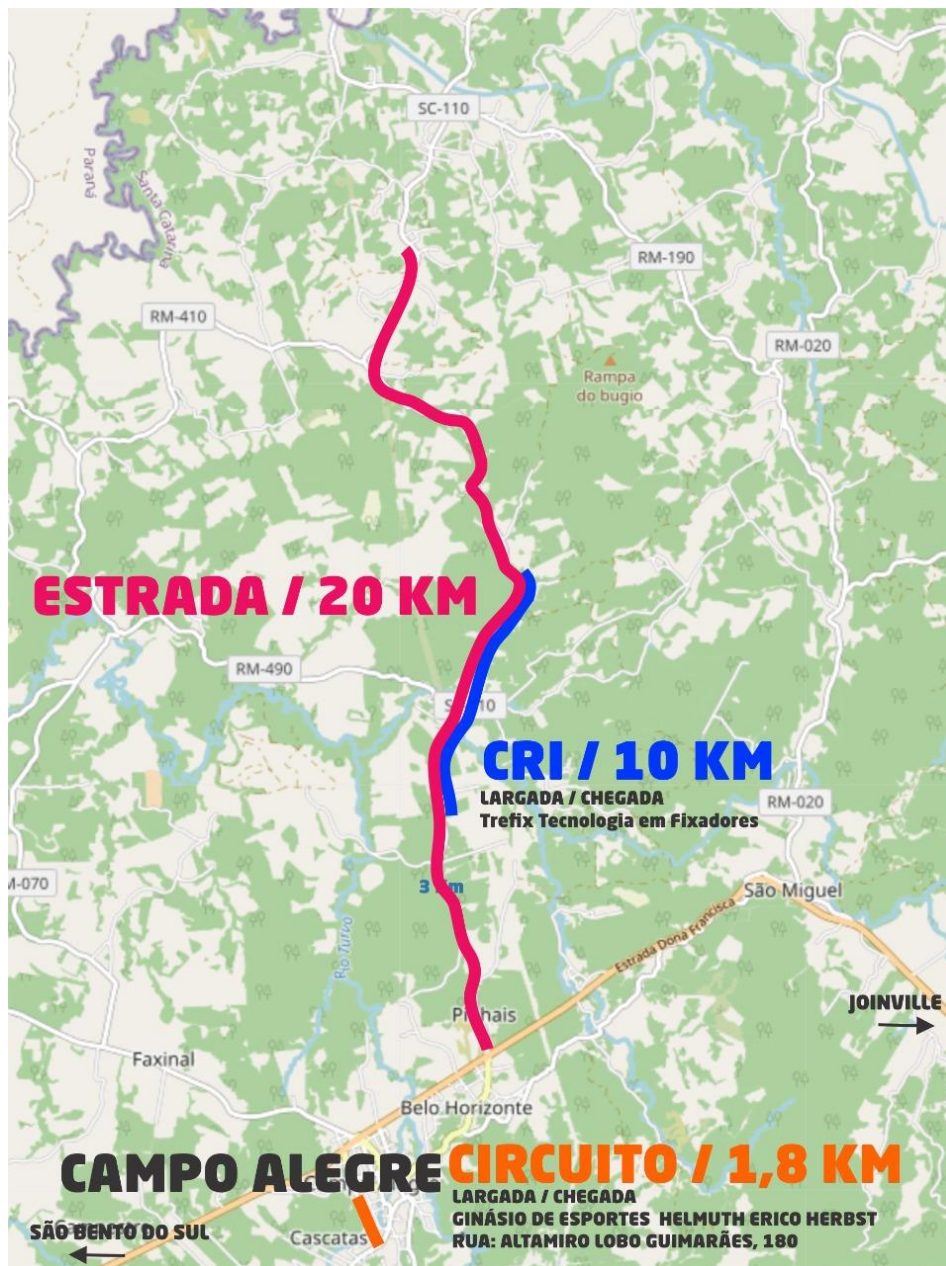 SC-110
Paraná
Santa Catarina
RM-190
RM-410
RM-020
Rampa
do bugio
ESTRADA / 20 KM
RM-490
10
CRI / 10 KM
LARGADA / CHEGADA
Trefix Tecnologia em Fixadores
RM-020
-070
3
São Miguel
Rio Turvo
Estrada Dona Francisca
JOINVILLE
Faxinal
Belo Horizonte
CAMPO ALEGRE
CIRCUITO / 1,8 KM
LARGADA / CHEGADA
GINÁSIO DE ESPORTES HELMUTH ERICO HERBST
RUA: ALTAMIRO LOBO GUIMARÃES, 180
SÃO BENTO DO SUL
Cascatas